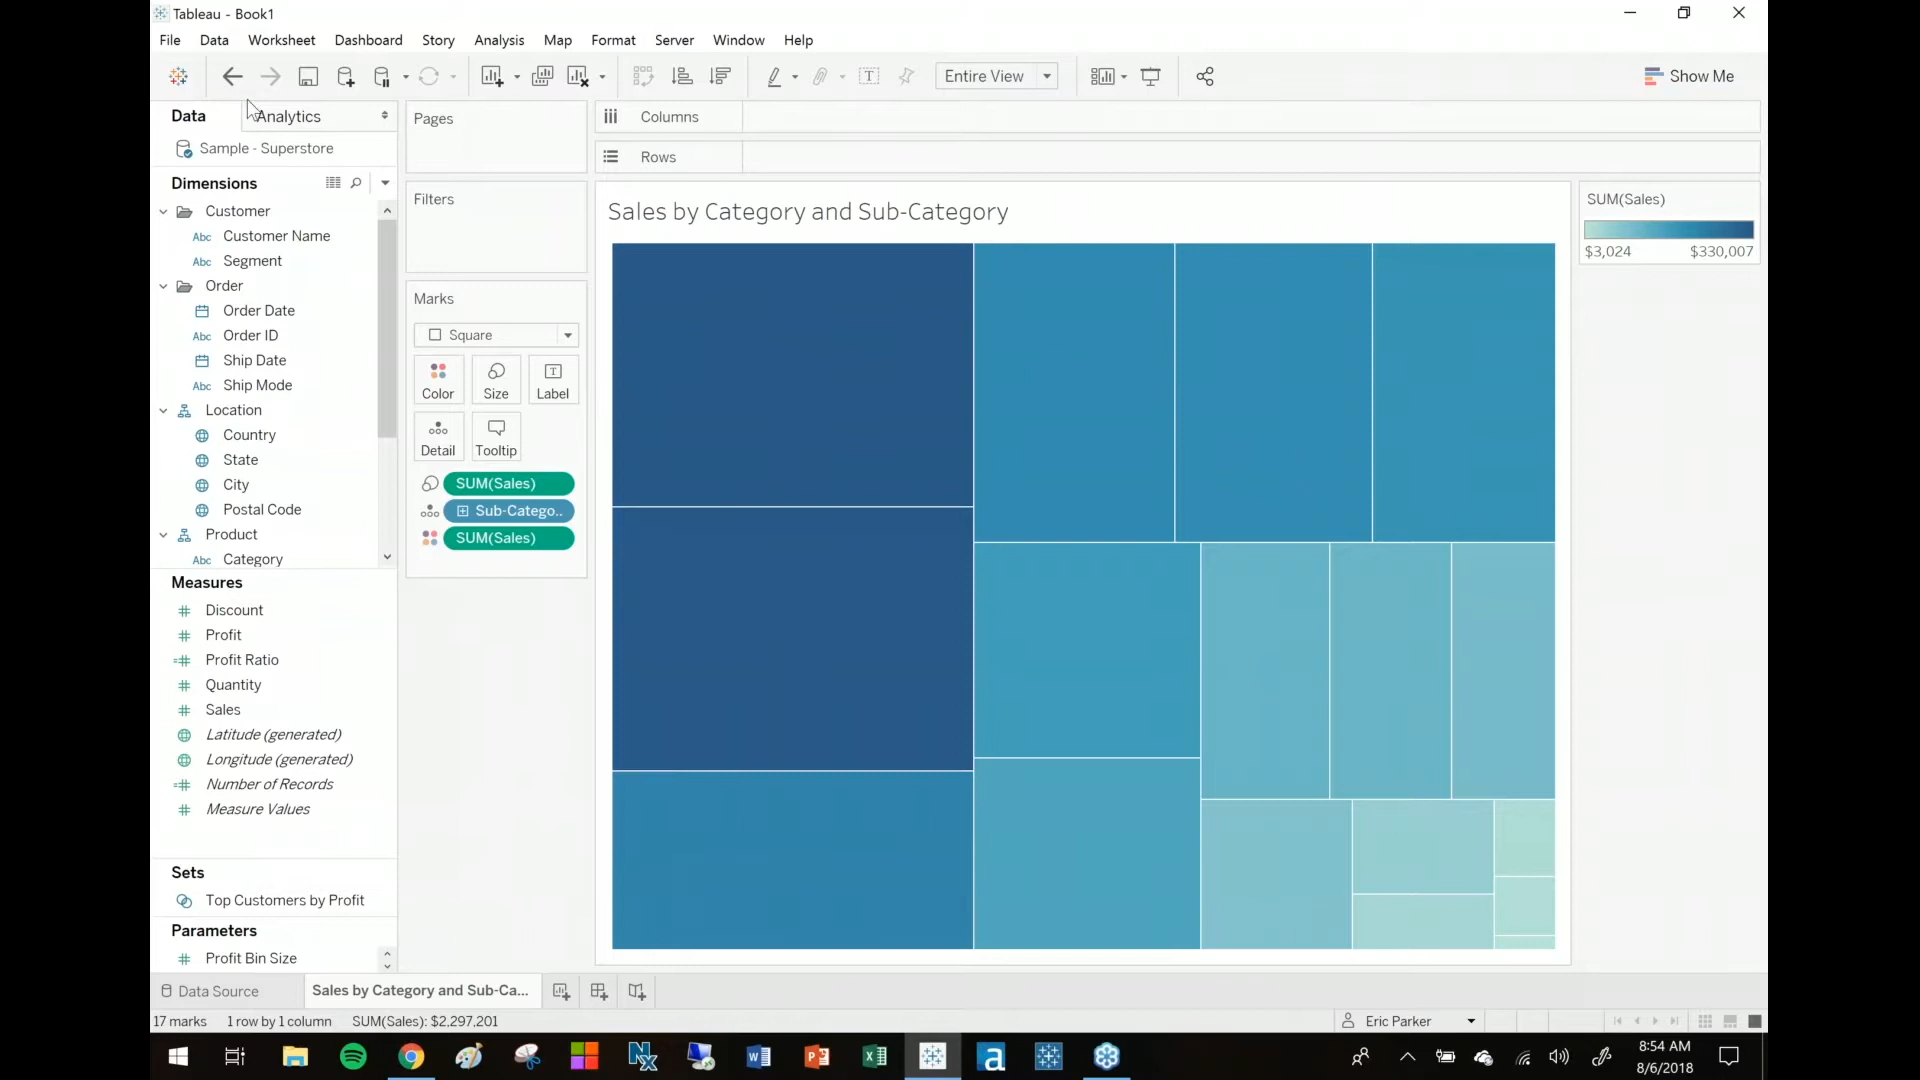 Tableau - Book1
File Data Worksheet Dashboard Story Analysis Map Format Server Window Help
Entire View
Show Me
Data
Analytics
Sample - Superstore
Dimensions
Customer
Abc Customer Name
Abc Segment
Order
Order Date
Abc Order ID
Ship Date
Abc Ship Mode
Location
Country
State
City
Postal Code
Product
Abc Category
Measures
Discount
Profit
Profit Ratio
Quantity
Sales
Latitude (generated)
Longitude (generated)
Number of Records
Measure Values
Sets
Top Customers by Profit
Parameters
Profit Bin Size
Pages
Filters
Marks
Square
Color Size Label
Detail Tooltip
SUM(Sales)
Sub-Catego..
SUM(Sales)
Columns
Rows
Sales by Category and Sub-Category
SUM(Sales)
$3,024 $330,007
Data Source
Sales by Category and Sub-Ca...
17 marks 1 row by 1 column SUM(Sales): $2,297,201
Eric Parker
8:54 AM
8/6/2018